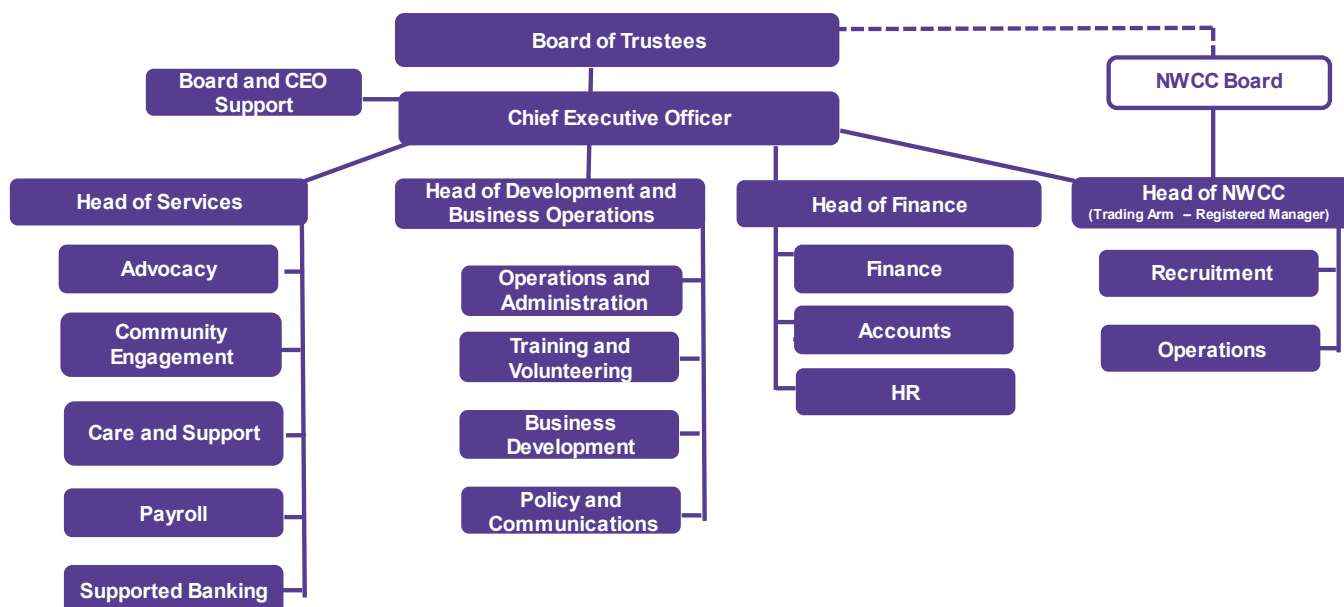 Board of Trustees
Board and CEO
Support
NWCC Board
Chief Executive Officer
Head of Services
Head of Development and
Business Operations
Head of Finance
Head of NWCC
(Trading Arm – Registered Manager)
Advocacy
Community
Engagement
Care and Support
Payroll
Supported Banking
Operations and
Administration
Training and
Volunteering
Business
Development
Policy and
Communications
Finance
Accounts
HR
Recruitment
Operations